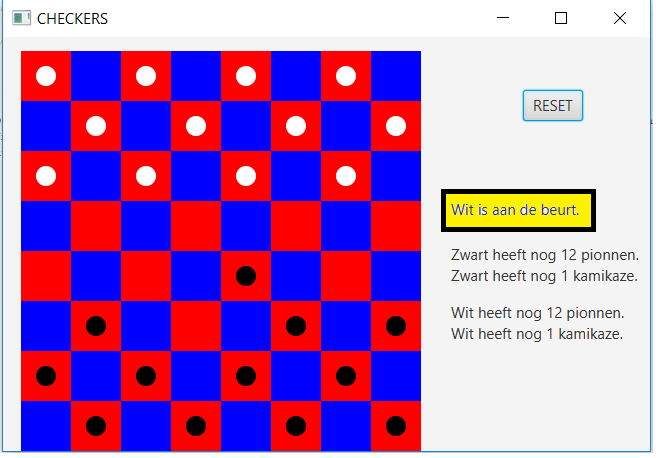 CHECKERS
RESET
Wit is aan de beurt.
Zwart heeft nog 12 pionnen.
Zwart heeft nog 1 kamikaze.
Wit heeft nog 12 pionnen.
Wit heeft nog 1 kamikaze.